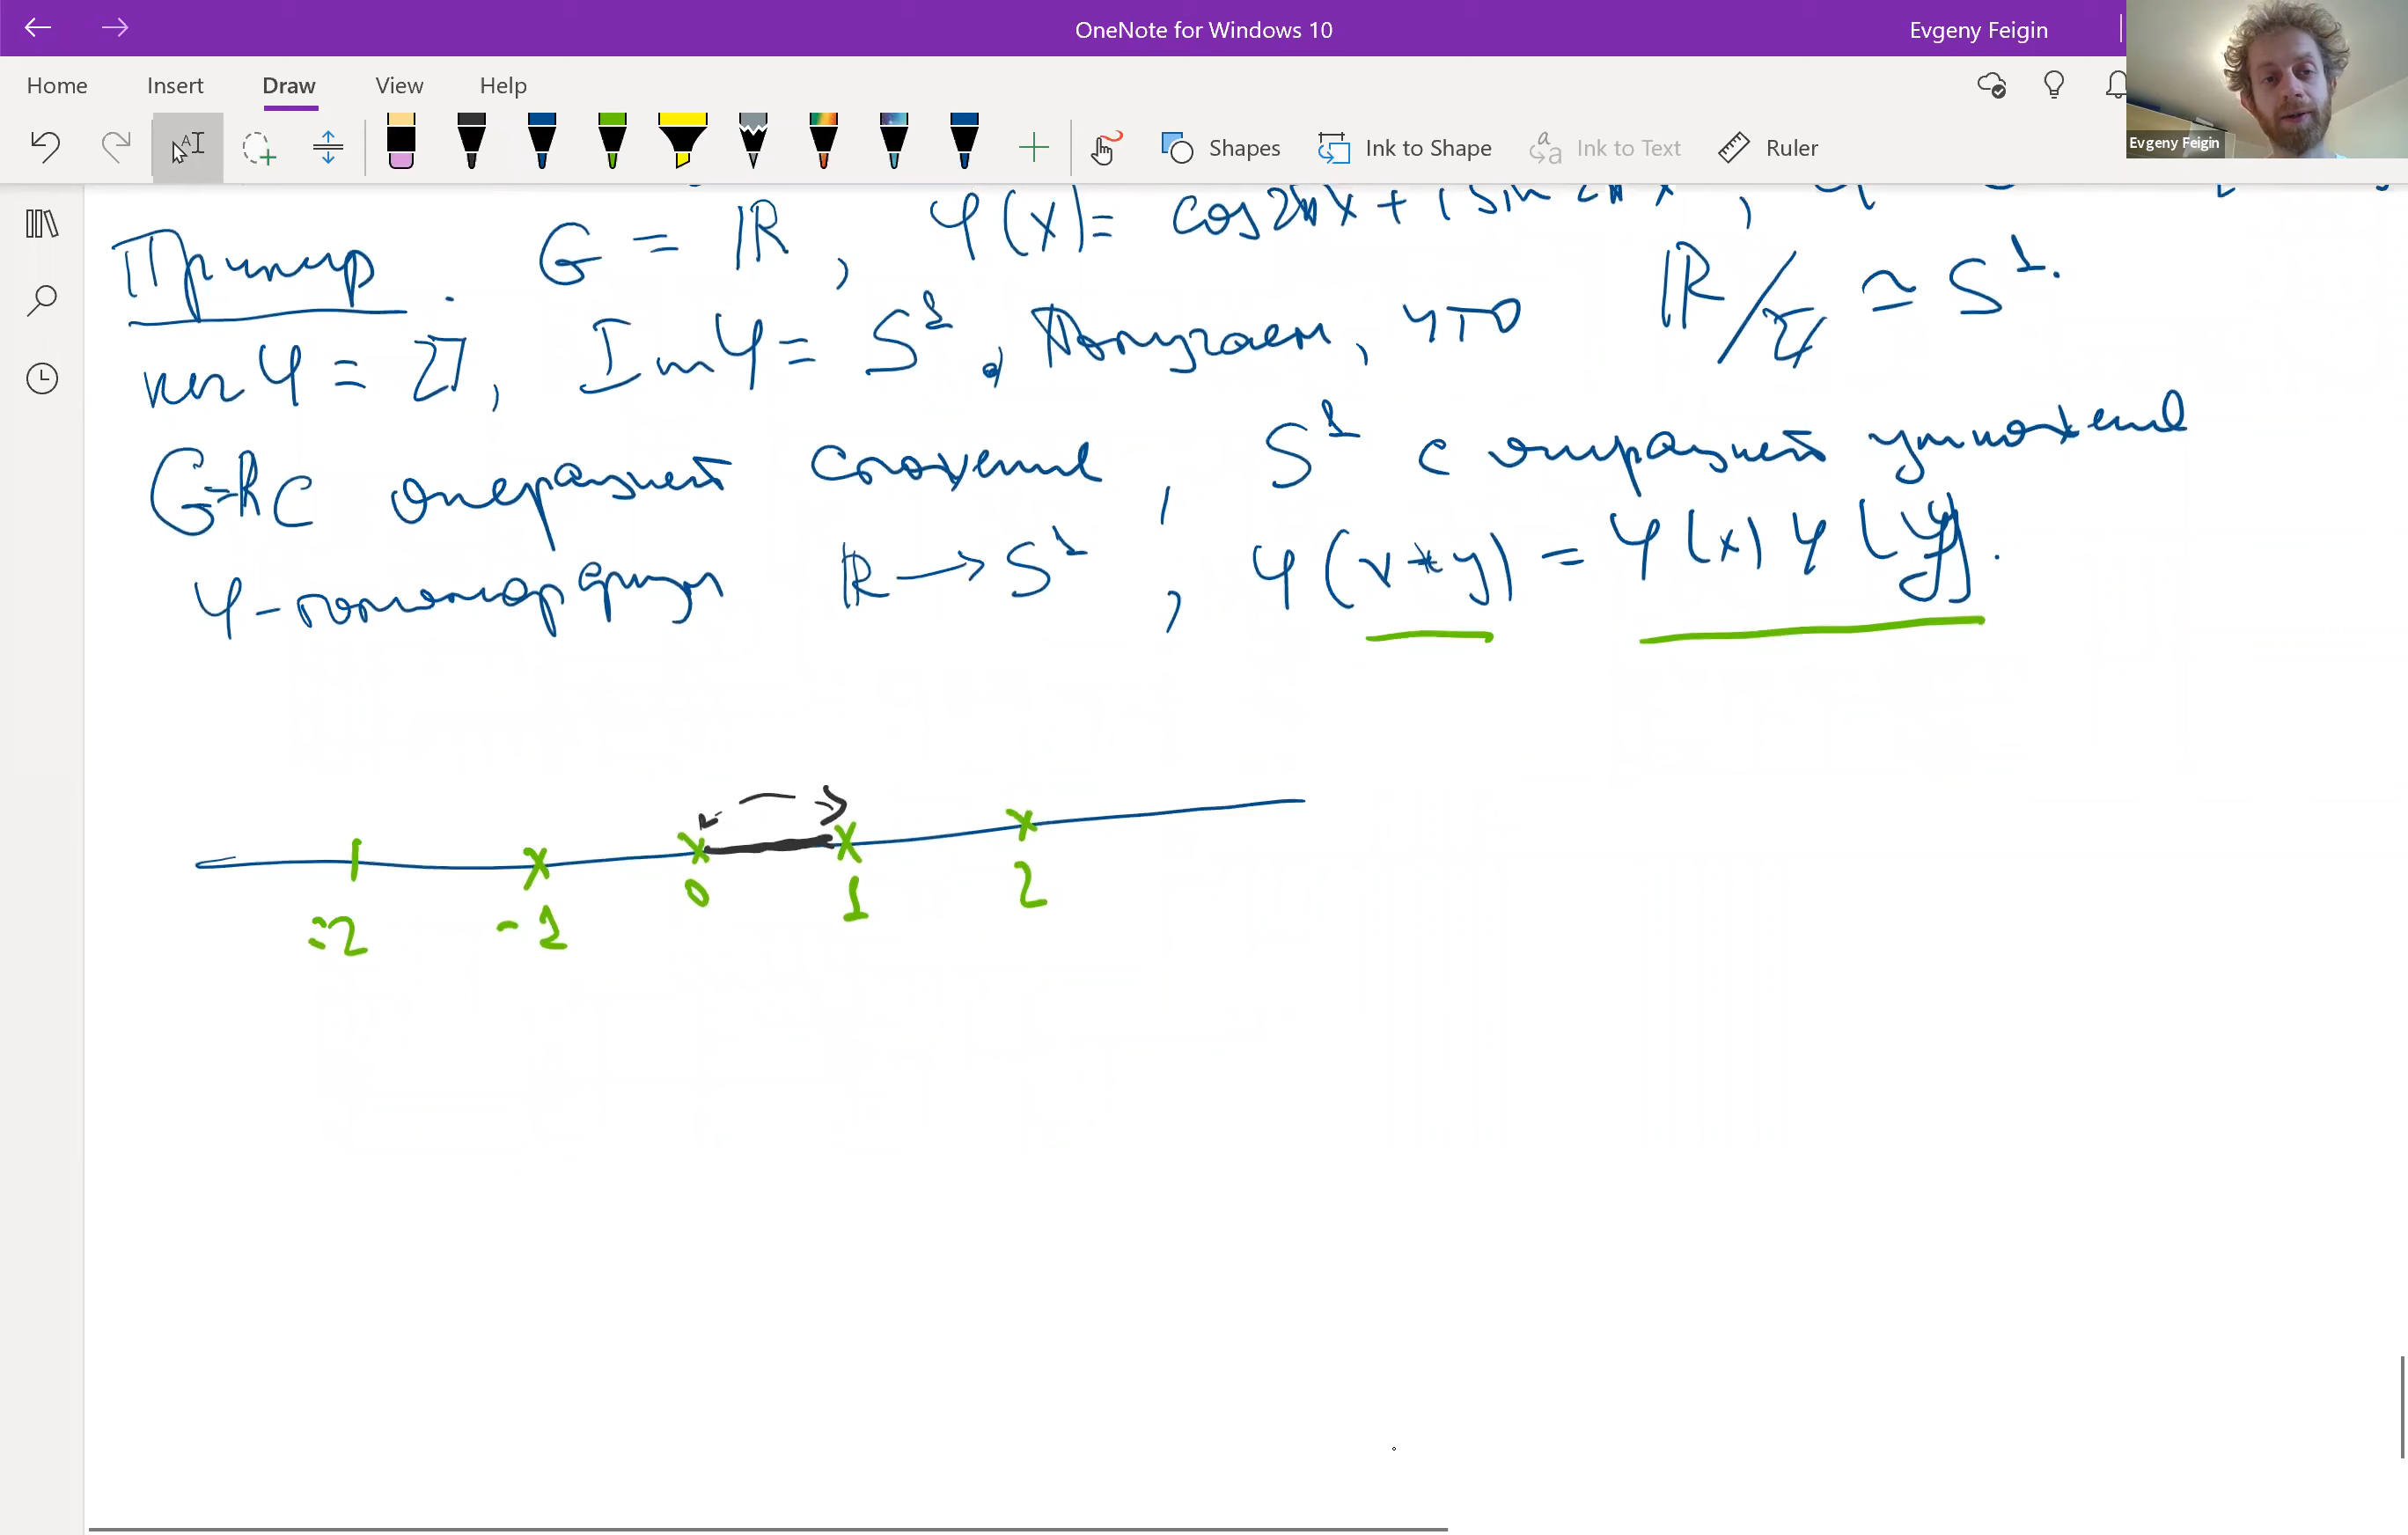 OneNote for Windows 10
Evgeny Feigin
Home Insert Draw View Help
Shapes Ink to Shape Ink to Text Ruler
Evgeny Feigin
Пример. G = ℝ, φ(x) = cos 2πx + i sin 2πx,
ker φ = ℤ, Im φ = S¹, Получаем, что ℝ/ℤ ≃ S¹.
G=ℝ с операцией сложения, S¹ с операцией умножения
φ-гомоморфизм ℝ → S¹, φ(x+y) = φ(x) φ(y).
-2 -1 0 1 2